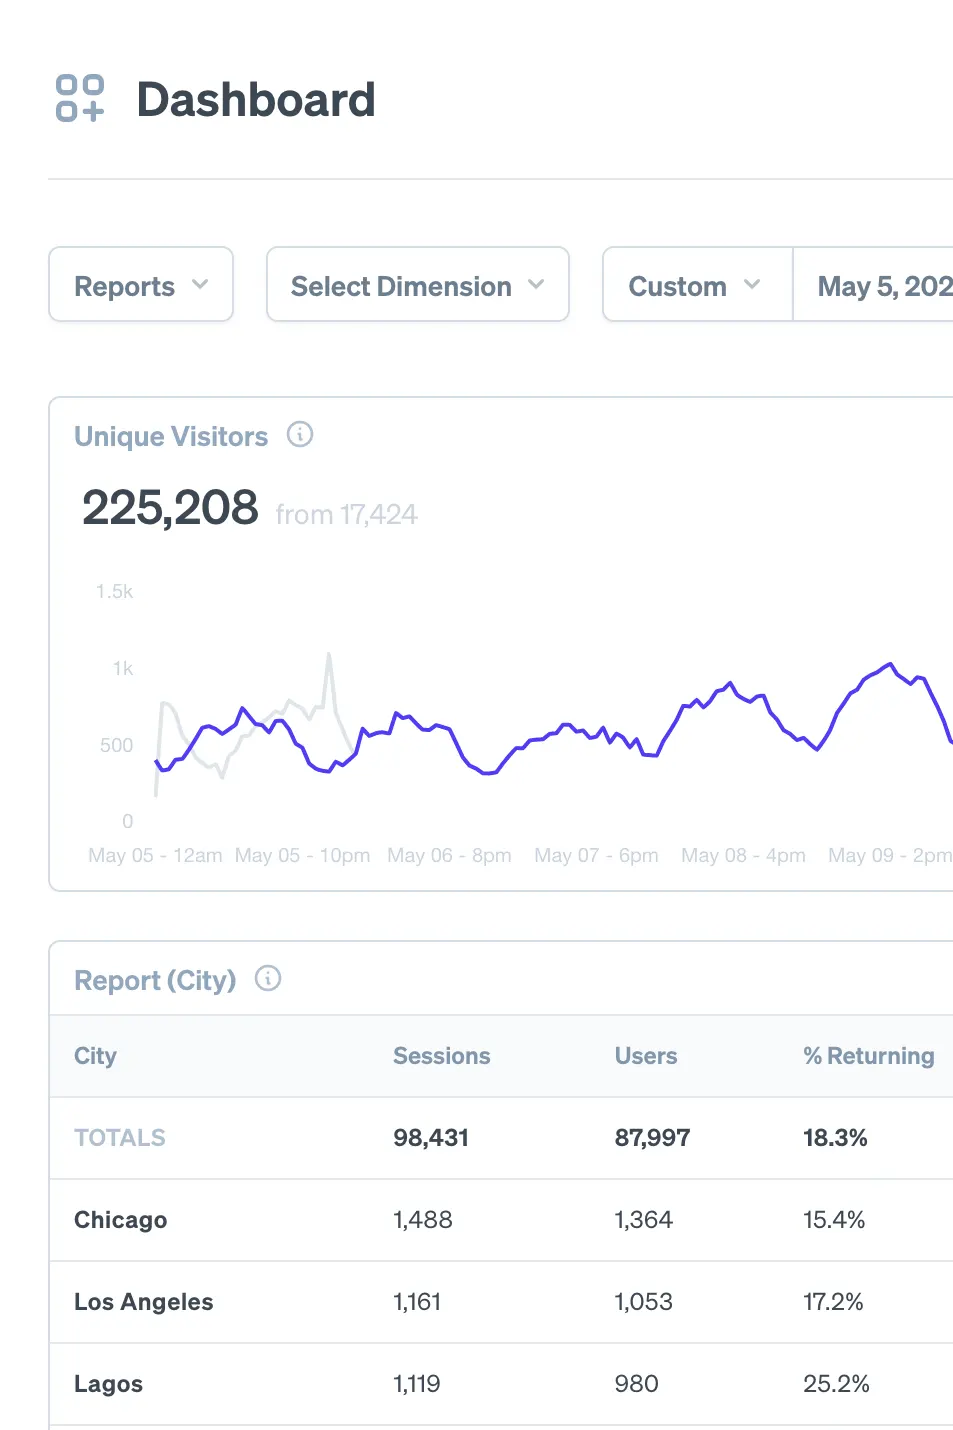 Dashboard
Reports
Select Dimension
Custom
May 5, 202
Unique Visitors
225,208 from 17,424
1.5k
1k
500
0
May 05 - 12am May 05 - 10pm May 06 - 8pm May 07 - 6pm May 08 - 4pm May 09 - 2pm
Report (City)
City Sessions Users % Returning
TOTALS 98,431 87,997 18.3%
Chicago 1,488 1,364 15.4%
Los Angeles 1,161 1,053 17.2%
Lagos 1,119 980 25.2%